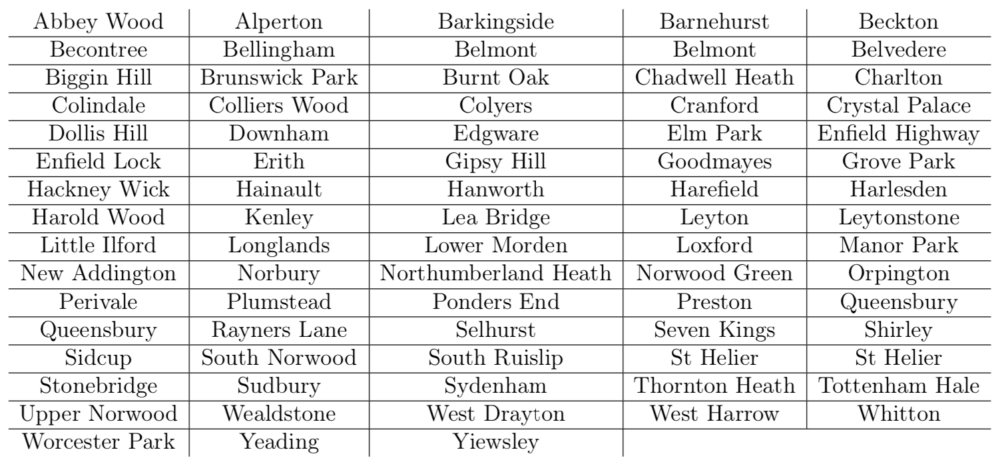 Abbey Wood Alperton Barkingside Barnehurst Beckton
Becontree Bellingham Belmont Belmont Belvedere
Biggin Hill Brunswick Park Burnt Oak Chadwell Heath Charlton
Colindale Colliers Wood Colyers Cranford Crystal Palace
Dollis Hill Downham Edgware Elm Park Enfield Highway
Enfield Lock Erith Gipsy Hill Goodmayes Grove Park
Hackney Wick Hainault Hanworth Harefield Harlesden
Harold Wood Kenley Lea Bridge Leyton Leytonstone
Little Ilford Longlands Lower Morden Loxford Manor Park
New Addington Norbury Northumberland Heath Norwood Green Orpington
Perivale Plumstead Ponders End Preston Queensbury
Queensbury Rayners Lane Selhurst Seven Kings Shirley
Sidcup South Norwood South Ruislip St Helier St Helier
Stonebridge Sudbury Sydenham Thornton Heath Tottenham Hale
Upper Norwood Wealdstone West Drayton West Harrow Whitton
Worcester Park Yeading Yiewsley